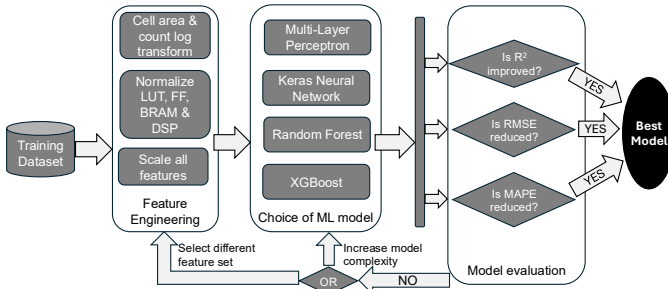 Training
Dataset
Cell area &
count log
transform
Normalize
LUT, FF,
BRAM &
DSP
Scale all
features
Feature
Engineering
Multi-Layer
Perceptron
Keras Neural
Network
Random Forest
XGBoost
Choice of ML model
Is R²
improved?
Is RMSE
reduced?
Is MAPE
reduced?
Model evaluation
YES
YES
YES
Best
Model
NO
OR
Select different
feature set
Increase model
complexity